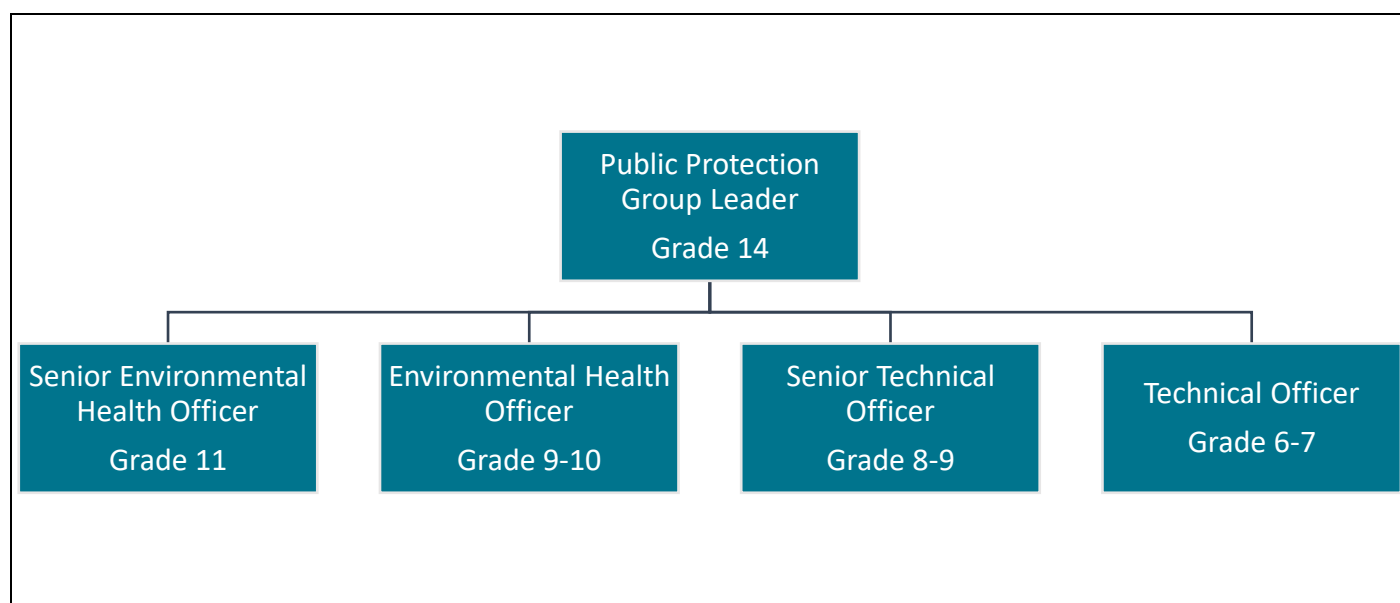 Public Protection
Group Leader
Grade 14
Senior Environmental
Health Officer
Grade 11
Environmental Health
Officer
Grade 9-10
Senior Technical
Officer
Grade 8-9
Technical Officer
Grade 6-7